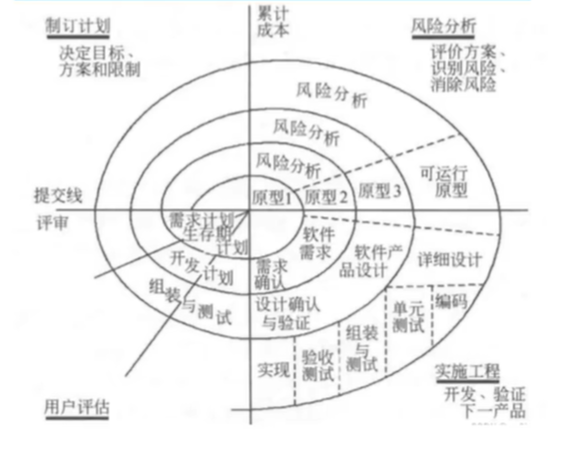 制订计划
决定目标、
方案和限制
累计
成本
风险分析
评价方案、
识别风险、
消除风险
风险分析
风险分析
风险分析
原型1
原型2
原型3
可运行
原型
提交线
评审
需求计划
生存期
计划
开发计划
组装与测试
需求
确认
设计确认
与验证
软件
需求
软件产
品设计
详细设计
实现
验收
测试
组装
与
测试
单元
测试
编码
用户评估
实施工程
开发、验证
下一产品